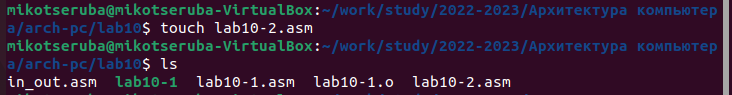 mikotseruba@mikotseruba-VirtualBox:~/work/study/2022-2023/Архитектура компьютер
а/arch-pc/lab10$ touch lab10-2.asm
mikotseruba@mikotseruba-VirtualBox:~/work/study/2022-2023/Архитектура компьютер
а/arch-pc/lab10$ ls
in_out.asm  lab10-1  lab10-1.asm  lab10-1.o  lab10-2.asm